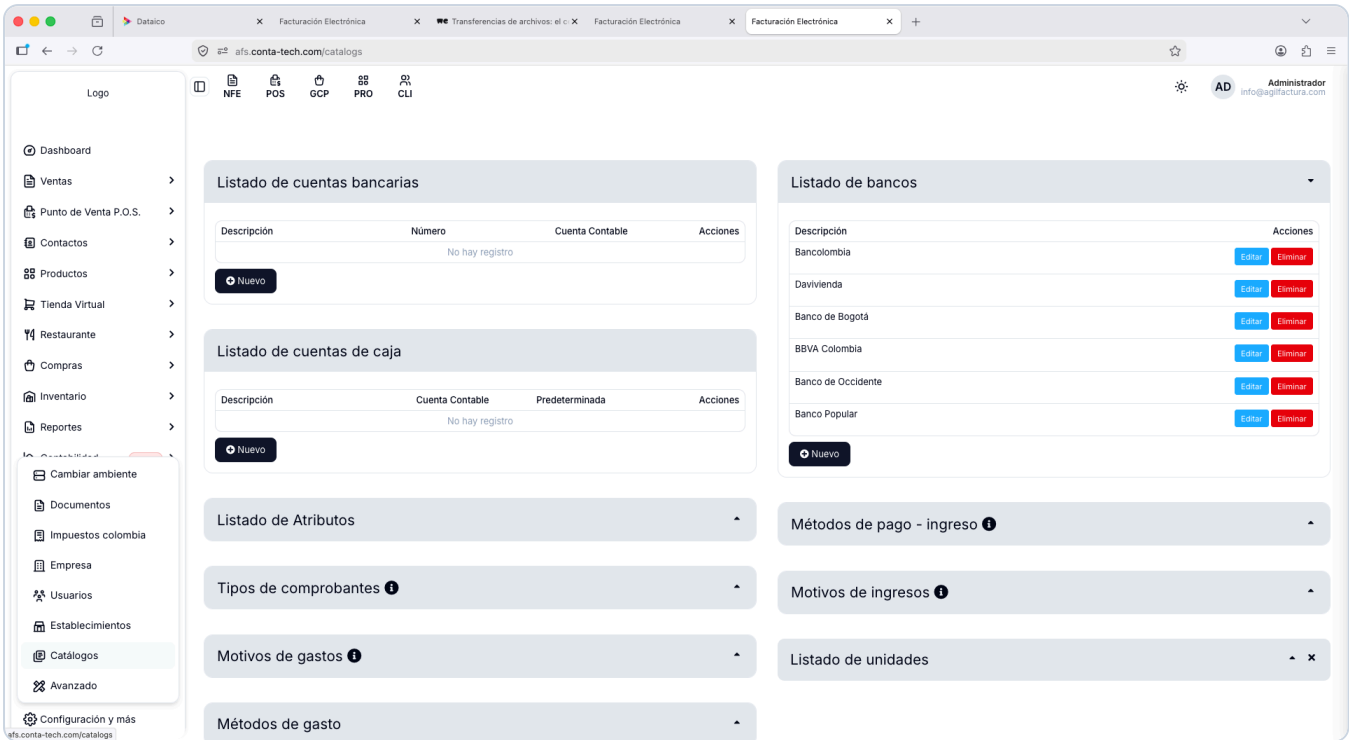 Dataico
Facturación Electrónica
Transferencias de archivos: el c
Facturación Electrónica
Facturación Electrónica
afs.conta-tech.com/catalogs
Logo
NFE
POS
GCP
PRO
CLI
AD
Administrador
info@agilfactura.com
Dashboard
Ventas
Punto de Venta P.O.S.
Contactos
Productos
Tienda Virtual
Restaurante
Compras
Inventario
Reportes
Contabilidad
Cambiar ambiente
Documentos
Impuestos colombia
Empresa
Usuarios
Establecimientos
Catálogos
Avanzado
Configuración y más
afs.conta-tech.com/catalogs
Listado de cuentas bancarias
Descripción Número Cuenta Contable Acciones
No hay registro
Nuevo
Listado de cuentas de caja
Descripción Cuenta Contable Predeterminada Acciones
No hay registro
Nuevo
Listado de Atributos
Tipos de comprobantes
Motivos de gastos
Métodos de gasto
Listado de bancos
Descripción Acciones
Bancolombia Editar Eliminar
Davivienda Editar Eliminar
Banco de Bogotá Editar Eliminar
BBVA Colombia Editar Eliminar
Banco de Occidente Editar Eliminar
Banco Popular Editar Eliminar
Nuevo
Métodos de pago - ingreso
Motivos de ingresos
Listado de unidades